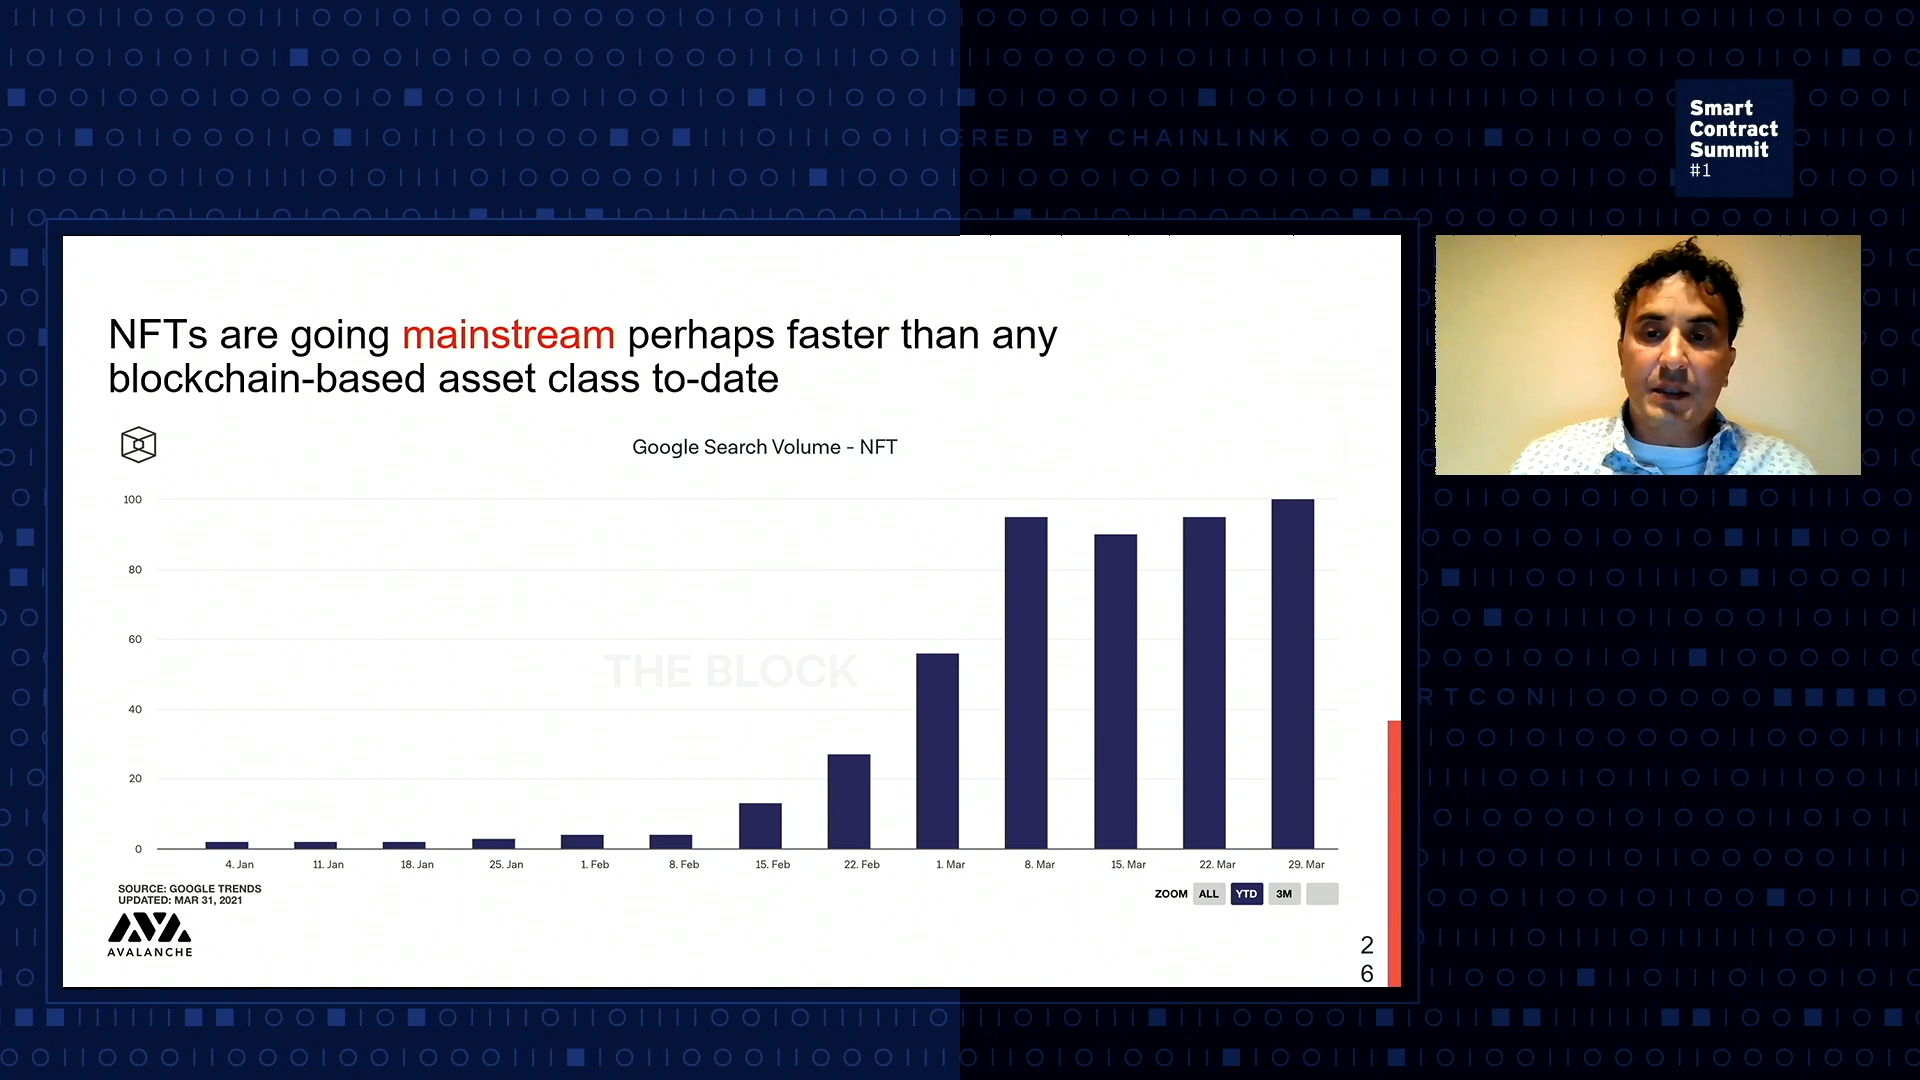 ERED BY CHAINLINK
Smart
Contract
Summit
#1
NFTs are going mainstream perhaps faster than any
blockchain-based asset class to-date
Google Search Volume - NFT
100
80
60
40
20
0
THE BLOCK
4. Jan 11. Jan 18. Jan 25. Jan 1. Feb 8. Feb 15. Feb 22. Feb 1. Mar 8. Mar 15. Mar 22. Mar 29. Mar
SOURCE: GOOGLE TRENDS
UPDATED: MAR 31, 2021
ZOOM ALL YTD 3M
AVALANCHE
2
6
RTCON